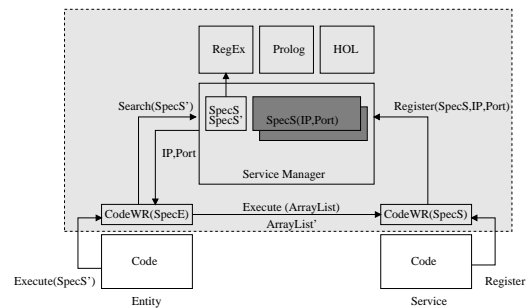 RegEx
Prolog
HOL
Search(SpecS')
SpecS
SpecS'
SpecS(IP,Port)
Register(SpecS,IP,Port)
IP,Port
Service Manager
CodeWR(SpecE)
Execute (ArrayList)
ArrayList'
CodeWR(SpecS)
Code
Code
Execute(SpecS')
Register
Entity
Service